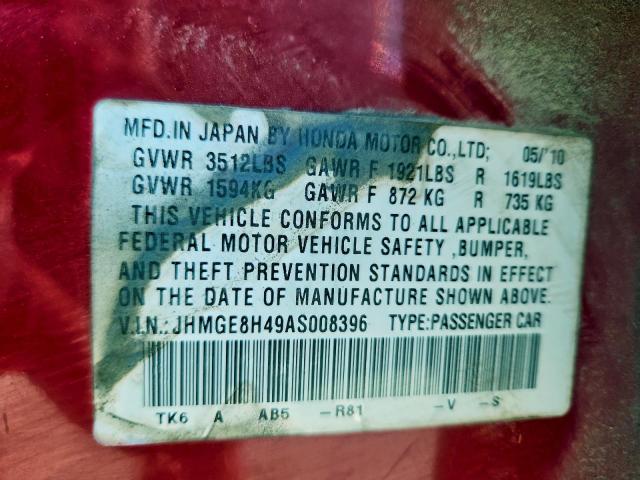 MFD.IN JAPAN BY HONDA MOTOR CO.,LTD; 05/'10
GVWR 3512LBS GAWR F 1921LBS R 1619LBS
GVWR 1594KG GAWR F 872 KG R 735 KG
THIS VEHICLE CONFORMS TO ALL APPLICABLE
FEDERAL MOTOR VEHICLE SAFETY ,BUMPER,
AND THEFT PREVENTION STANDARDS IN EFFECT
ON THE DATE OF MANUFACTURE SHOWN ABOVE.
V.I.N.:JHMGE8H49AS008396 TYPE:PASSENGER CAR
TK6 A AB5 -R81 -V -S